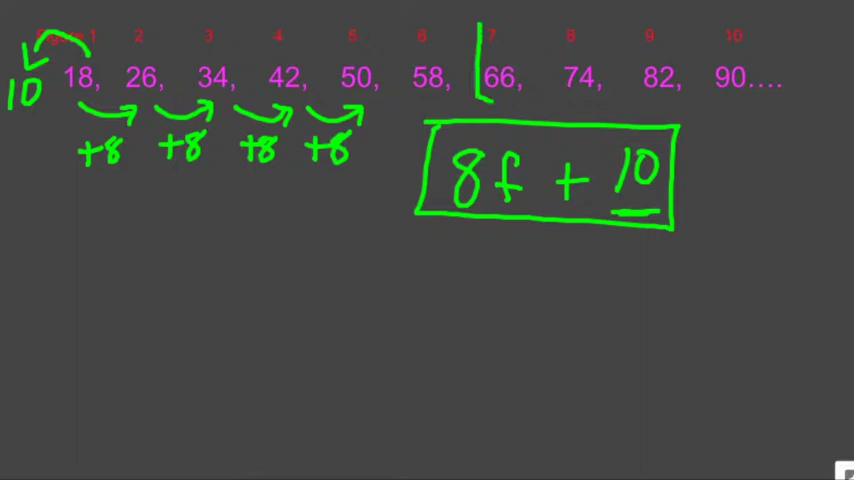 Figure 1 2 3 4 5 6 7 8 9 10
18, 26, 34, 42, 50, 58, 66, 74, 82, 90....
10
+8 +8 +8 +8
8f + 10